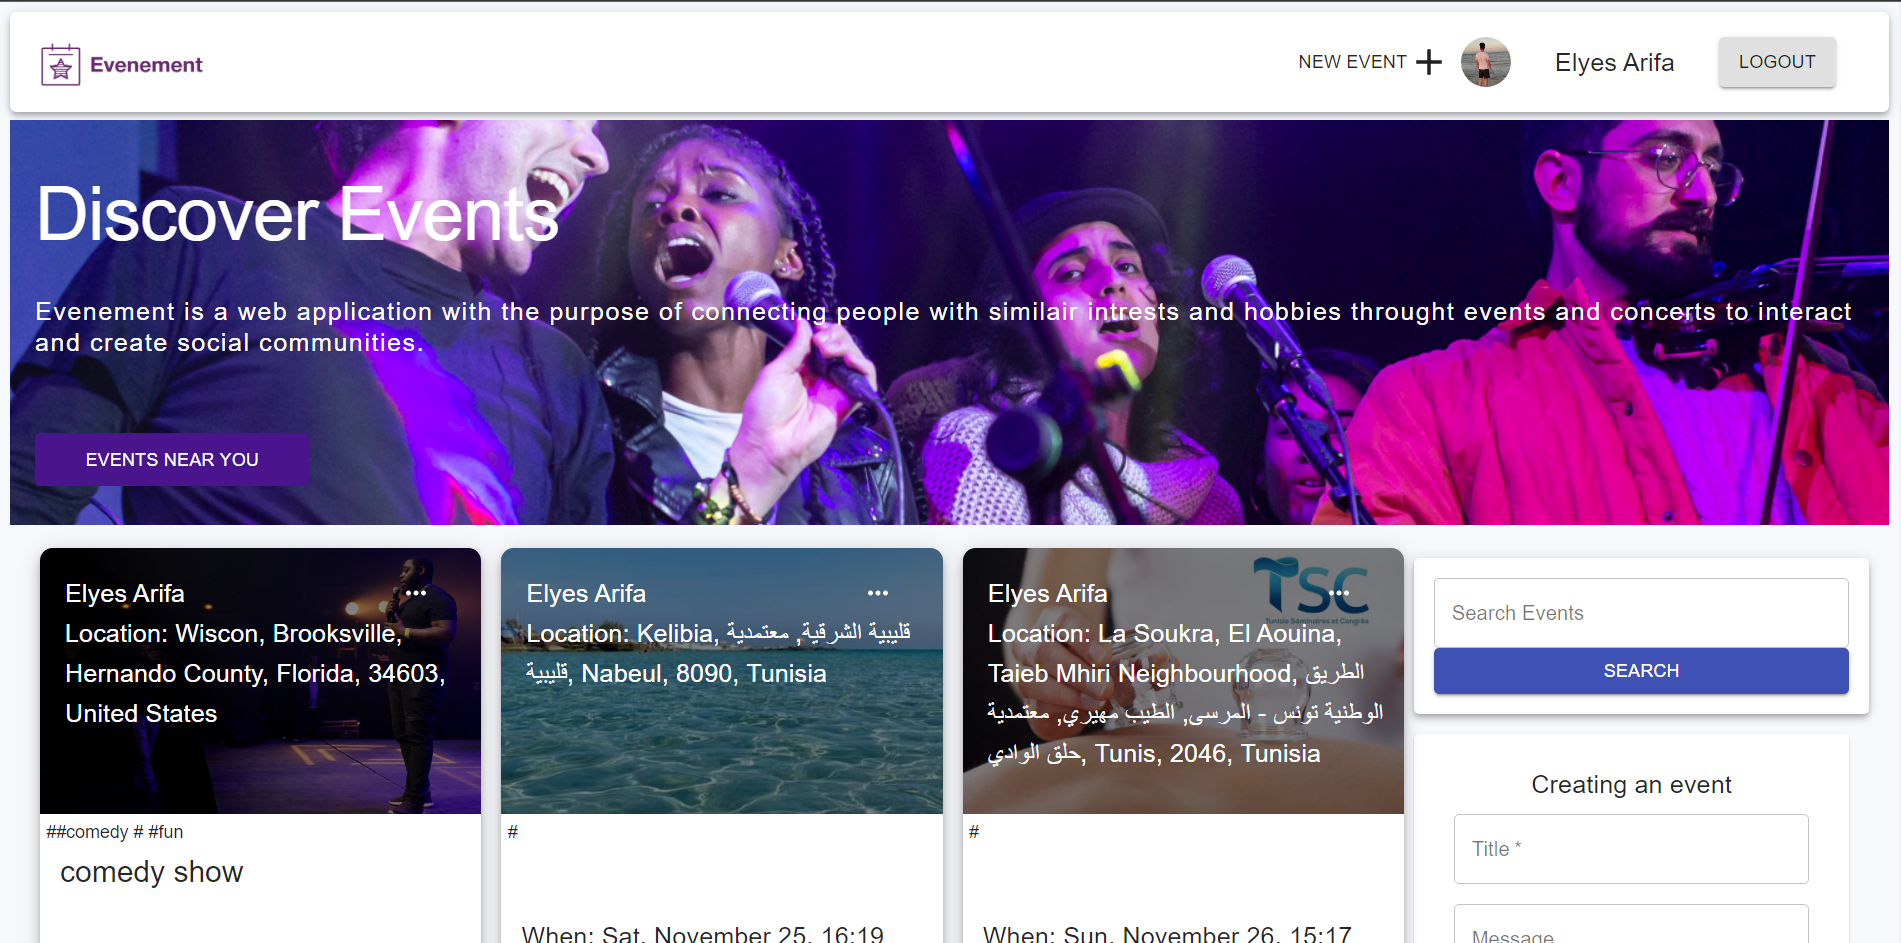 Evenement
NEW EVENT
Elyes Arifa
LOGOUT
Discover Events
Evenement is a web application with the purpose of connecting people with similair intrests and hobbies throught events and concerts to interact
and create social communities.
EVENTS NEAR YOU
Elyes Arifa
Location: Wiscon, Brooksville,
Hernando County, Florida, 34603,
United States
##comedy # #fun
comedy show
Elyes Arifa
Location: Kelibia, قليبية الشرقية, معتمدية
قليبية, Nabeul, 8090, Tunisia
#
When: Sat, November 25, 16:19
TSC
Tunisie Séminaires et Congrès
Elyes Arifa
Location: La Soukra, El Aouina,
Taieb Mhiri Neighbourhood, الطريق
الوطنية تونس - المرسى, الطيب مهيري, معتمدية
حلق الوادي, Tunis, 2046, Tunisia
#
When: Sun, November 26, 15:17
Search Events
SEARCH
Creating an event
Title *
Message